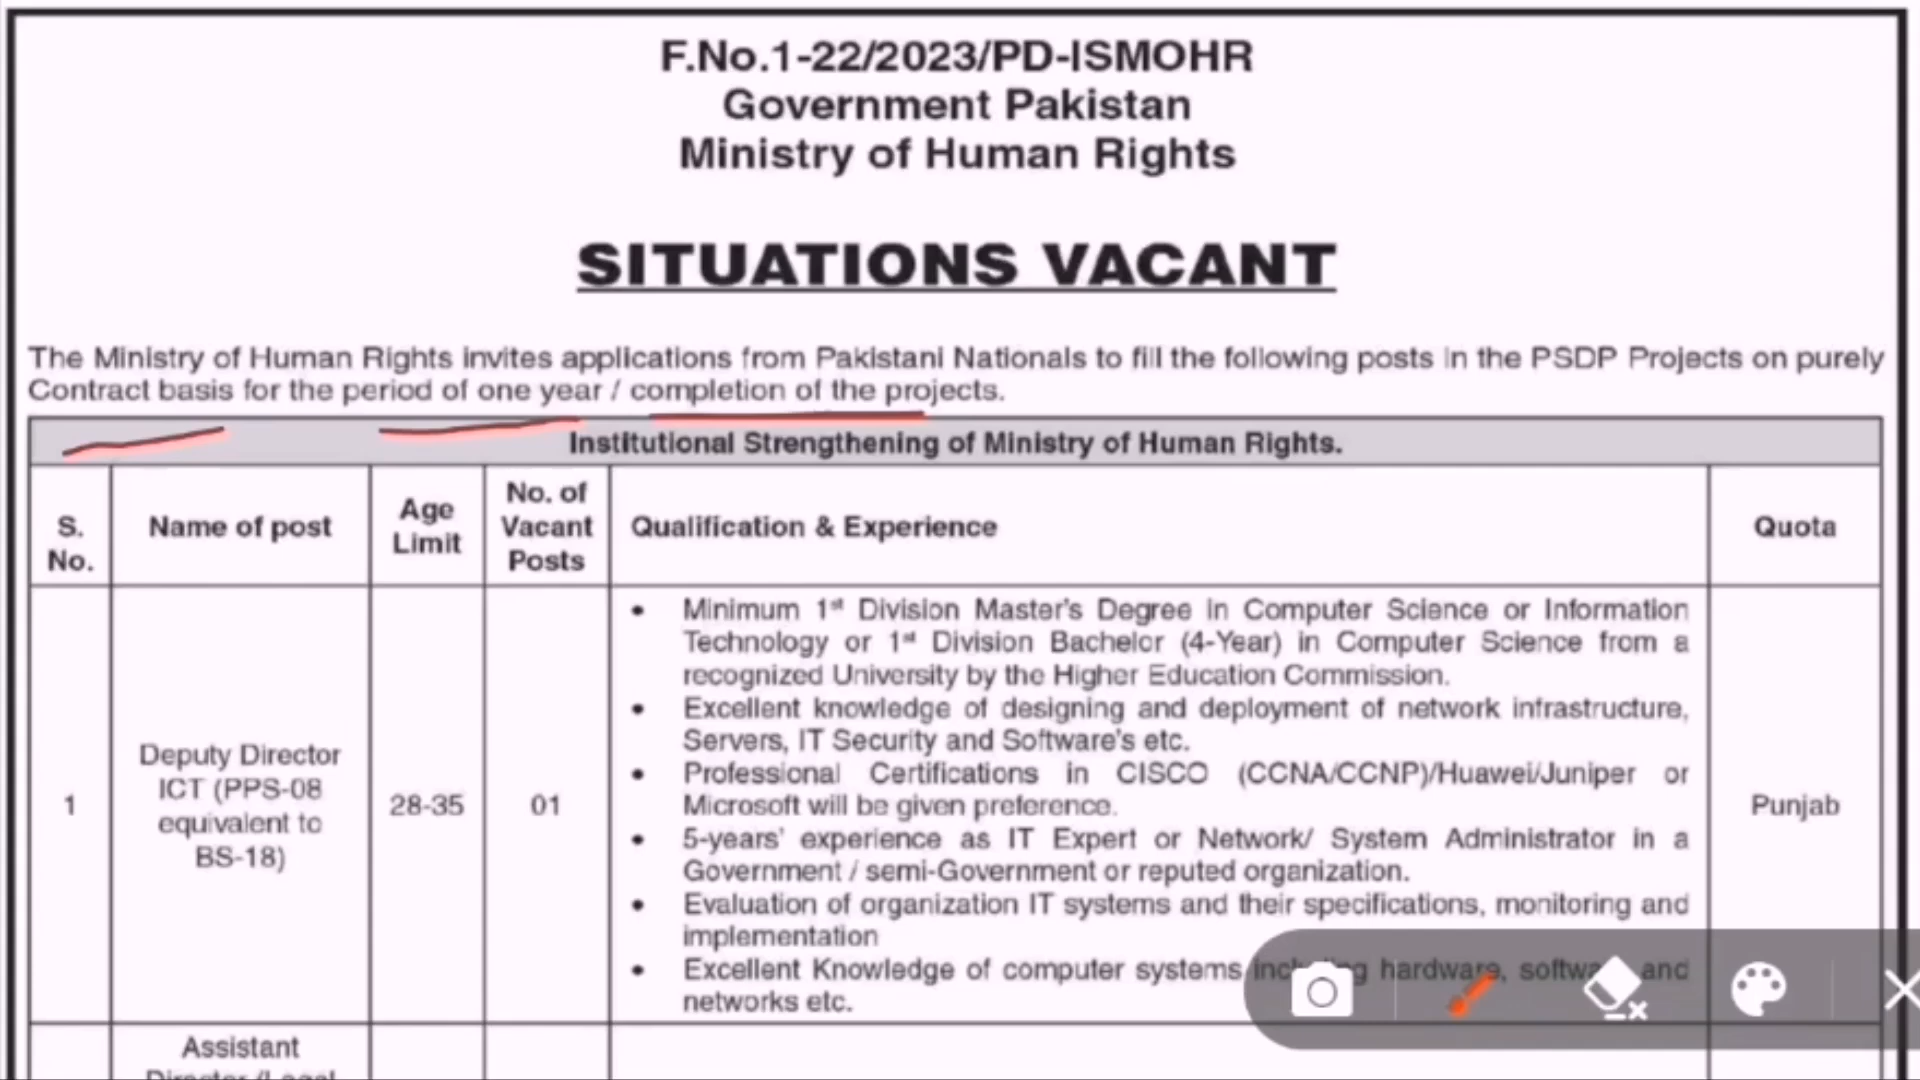 F.No.1-22/2023/PD-ISMOHR
Government Pakistan
Ministry of Human Rights
SITUATIONS VACANT
The Ministry of Human Rights invites applications from Pakistani Nationals to fill the following posts in the PSDP Projects on purely
Contract basis for the period of one year / completion of the projects.
Institutional Strengthening of Ministry of Human Rights.
S. No.
Name of post
Age Limit
No. of Vacant Posts
Qualification & Experience
Quota
1
Deputy Director
ICT (PPS-08
equivalent to
BS-18)
28-35
01
• Minimum 1st Division Master's Degree in Computer Science or Information
Technology or 1st Division Bachelor (4-Year) in Computer Science from a
recognized University by the Higher Education Commission.
• Excellent knowledge of designing and deployment of network infrastructure,
Servers, IT Security and Software's etc.
• Professional Certifications in CISCO (CCNA/CCNP)/Huawei/Juniper or
Microsoft will be given preference.
• 5-years' experience as IT Expert or Network/ System Administrator in a
Government / semi-Government or reputed organization.
• Evaluation of organization IT systems and their specifications, monitoring and
implementation
• Excellent Knowledge of computer systems including hardware, software and
networks etc.
Punjab
Assistant
Director (Legal